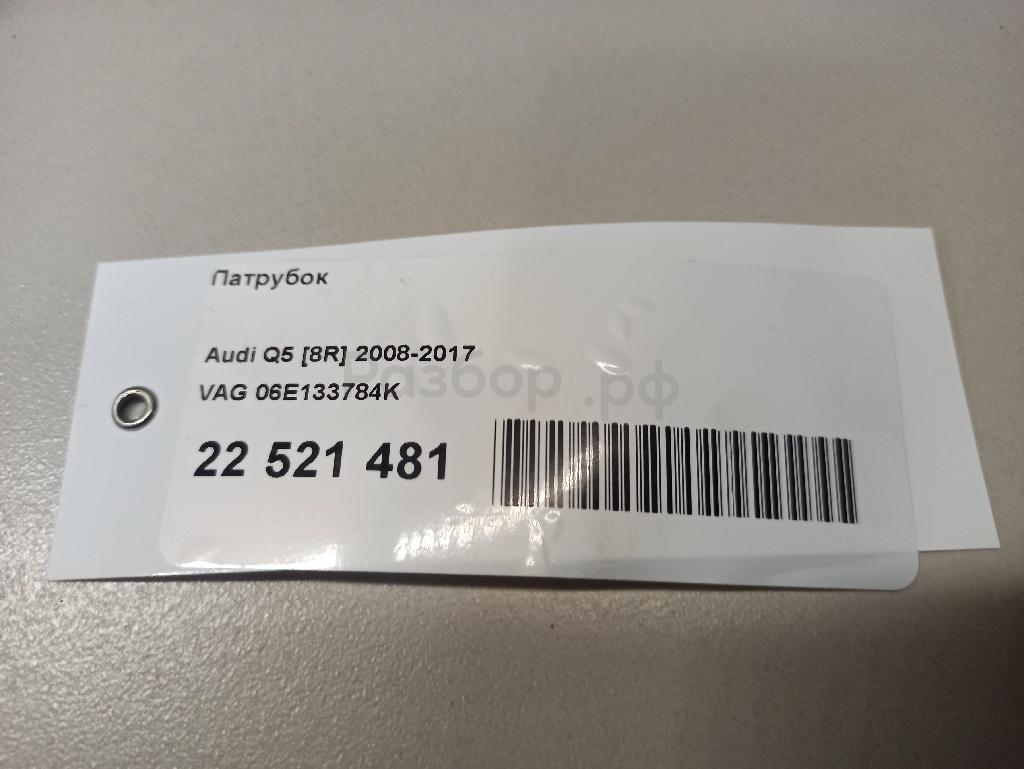 Патрубок
Audi Q5 [8R] 2008-2017
VAG 06E133784K
Разбор.рф
22 521 481